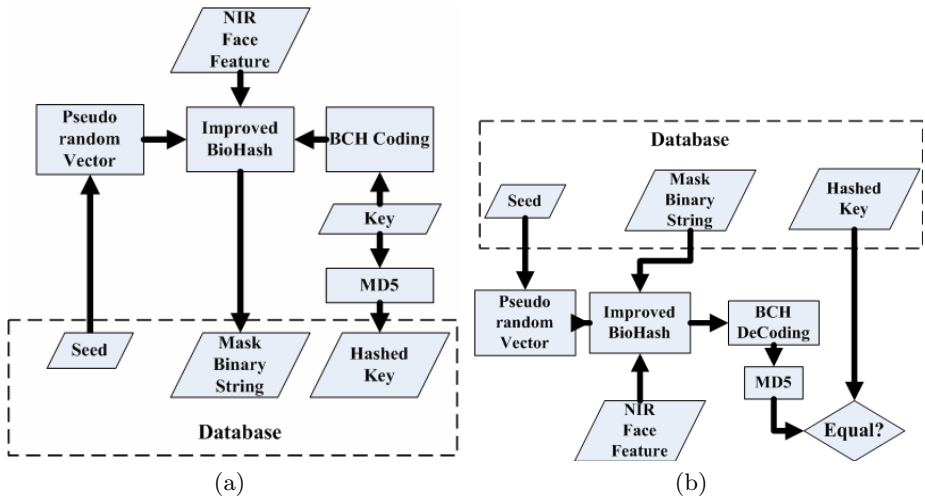 NIR
Face
Feature
Pseudo
random
Vector
Improved
BioHash
BCH Coding
Key
MD5
Seed
Mask
Binary
String
Hashed
Key
Database
(a)
Database
Seed
Mask
Binary
String
Hashed
Key
Pseudo
random
Vector
Improved
BioHash
BCH
DeCoding
MD5
NIR
Face
Feature
Equal?
(b)